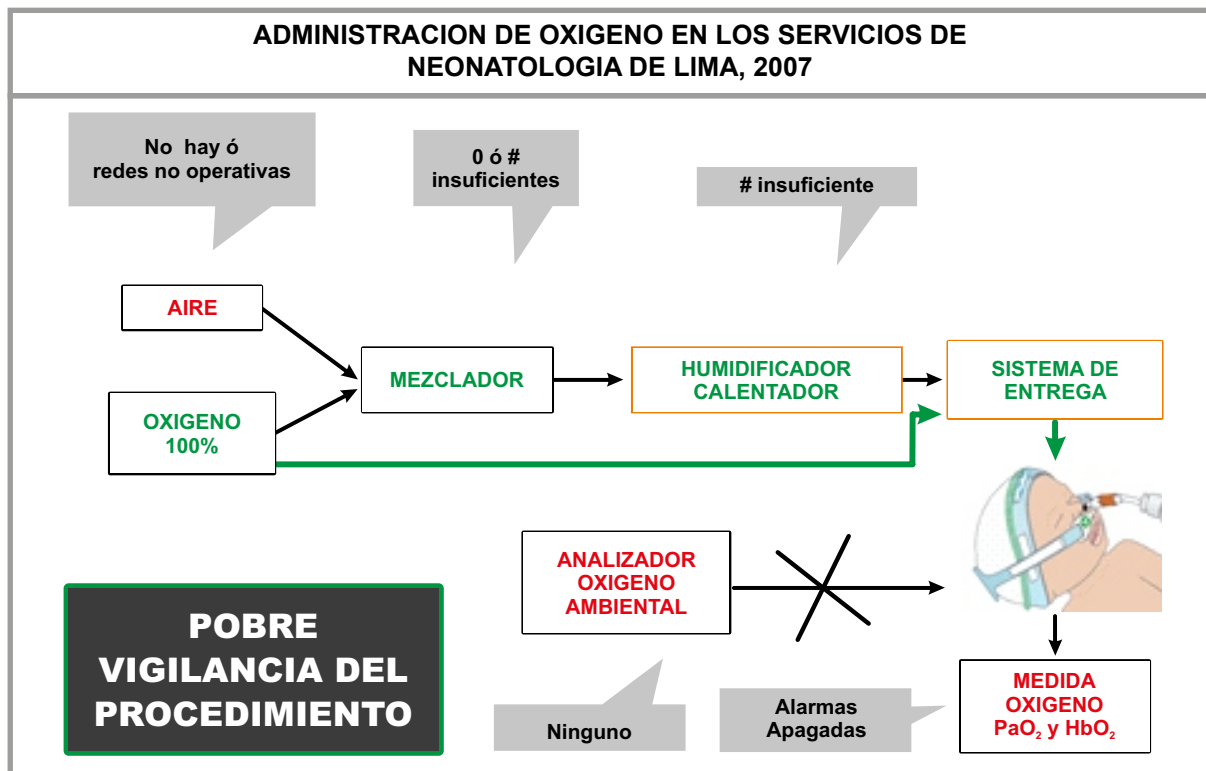 ADMINISTRACION DE OXIGENO EN LOS SERVICIOS DE
NEONATOLOGIA DE LIMA, 2007
No hay ó
redes no operativas
0 ó #
insuficientes
# insuficiente
AIRE
OXIGENO
100%
MEZCLADOR
HUMIDIFICADOR
CALENTADOR
SISTEMA DE
ENTREGA
ANALIZADOR
OXIGENO
AMBIENTAL
POBRE
VIGILANCIA DEL
PROCEDIMIENTO
Ninguno
Alarmas
Apagadas
MEDIDA
OXIGENO
PaO₂ y HbO₂